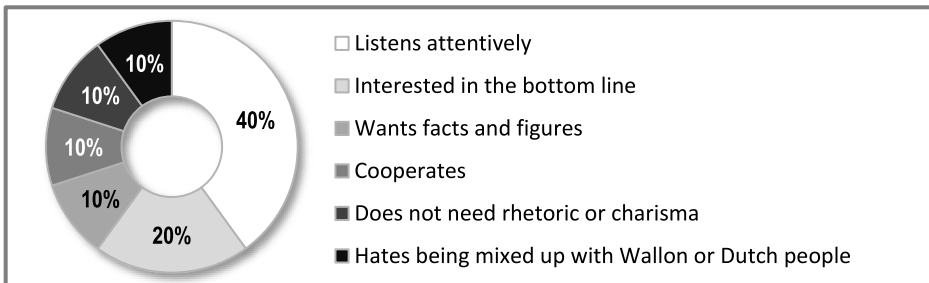 10%
10%
40%
10%
10%
20%
Listens attentively
Interested in the bottom line
Wants facts and figures
Cooperates
Does not need rhetoric or charisma
Hates being mixed up with Wallon or Dutch people